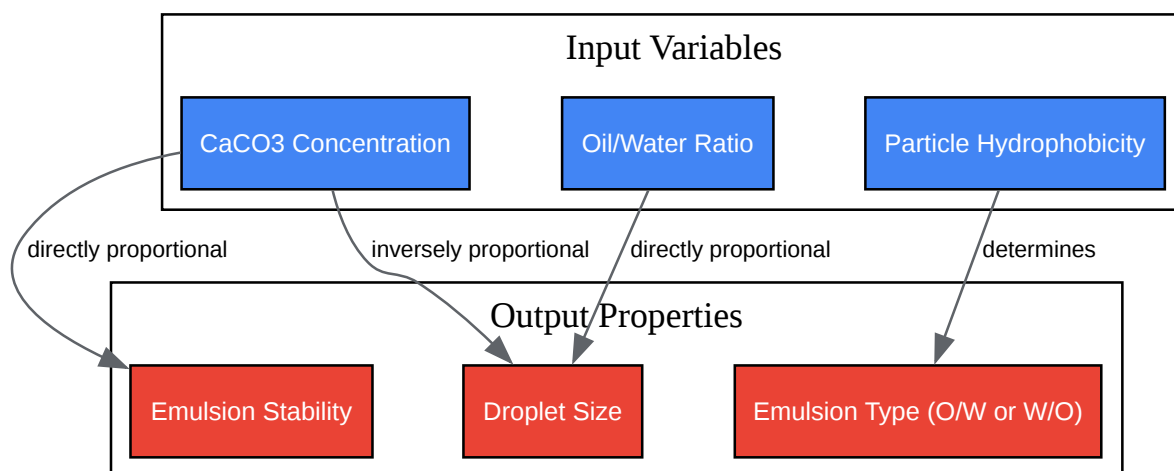 Input Variables
CaCO3 Concentration
Oil/Water Ratio
Particle Hydrophobicity
directly proportional
inversely proportional
directly proportional
determines
Output Properties
Emulsion Stability
Droplet Size
Emulsion Type (O/W or W/O)